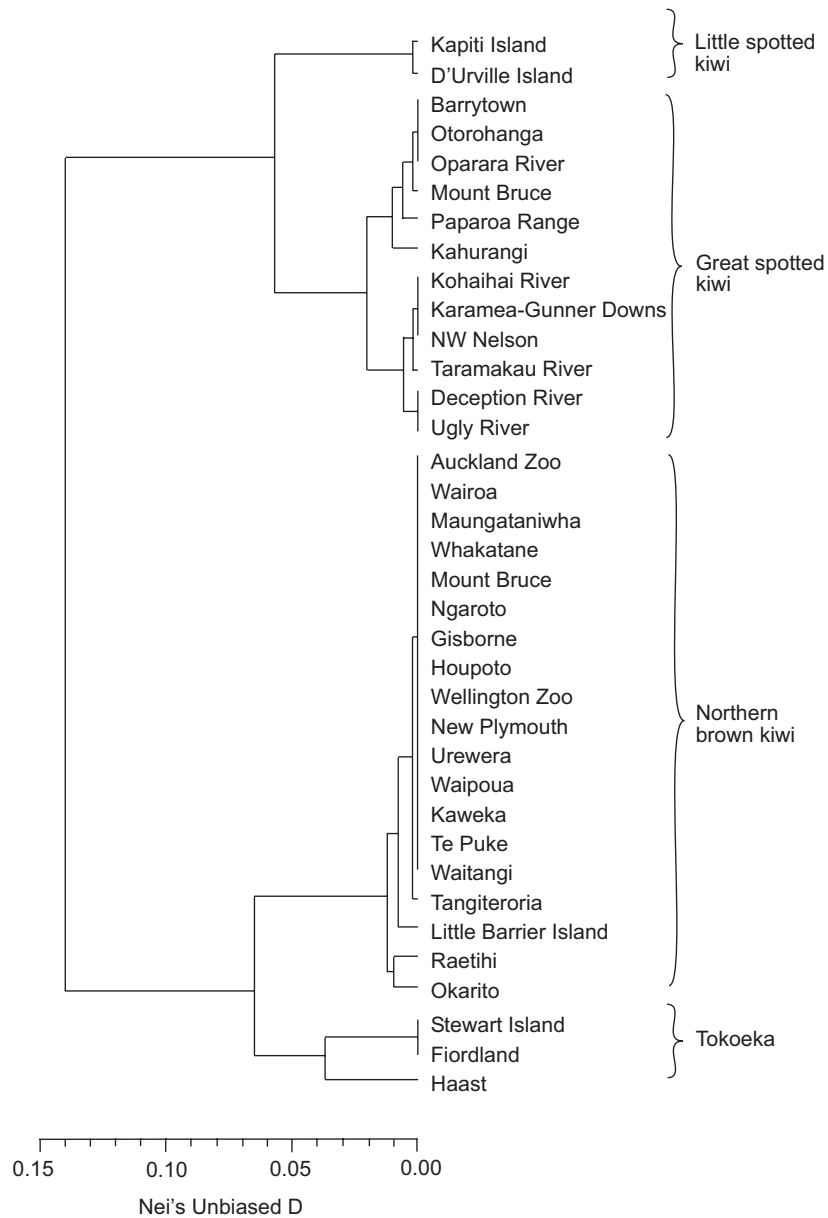 Kapiti Island
D'Urville Island
Little spotted
kiwi
Barrytown
Otorohanga
Oparara River
Mount Bruce
Paparoa Range
Kahurangi
Kohaihai River
Karamea-Gunner Downs
NW Nelson
Taramakau River
Deception River
Ugly River
Great spotted
kiwi
Auckland Zoo
Wairoa
Maungataniwha
Whakatane
Mount Bruce
Ngaroto
Gisborne
Houpoto
Wellington Zoo
New Plymouth
Urewera
Waipoua
Kaweka
Te Puke
Waitangi
Tangiteroria
Little Barrier Island
Raetihi
Okarito
Northern
brown kiwi
Stewart Island
Fiordland
Haast
Tokoeka
0.15 0.10 0.05 0.00
Nei's Unbiased D